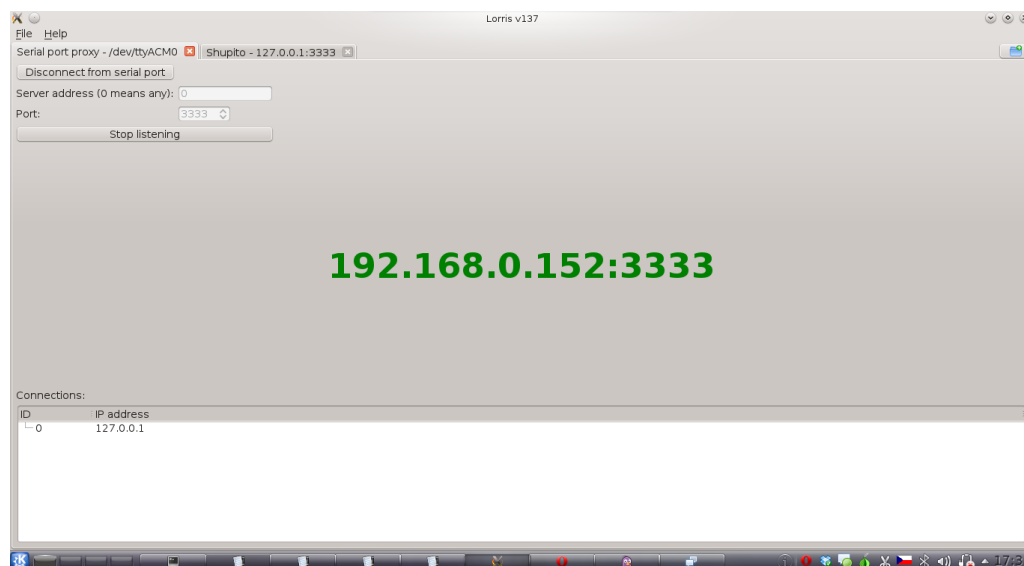 Lorris v137
File Help
Serial port proxy - /dev/ttyACM0 Shupito - 127.0.0.1:3333
Disconnect from serial port
Server address (0 means any): 0
Port: 3333
Stop listening
192.168.0.152:3333
Connections:
ID IP address
0 127.0.0.1